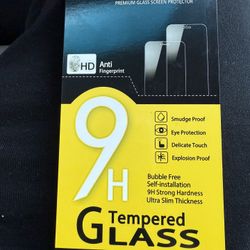 PREMIUM GLASS SCREEN PROTECTOR
HD
Anti
Fingerprint
9H
Smudge Proof
Eye Protection
Delicate Touch
Explosion Proof
Bubble Free
Self-installation
9H Strong Hardness
Ultra Slim Thickness
Tempered
GLASS